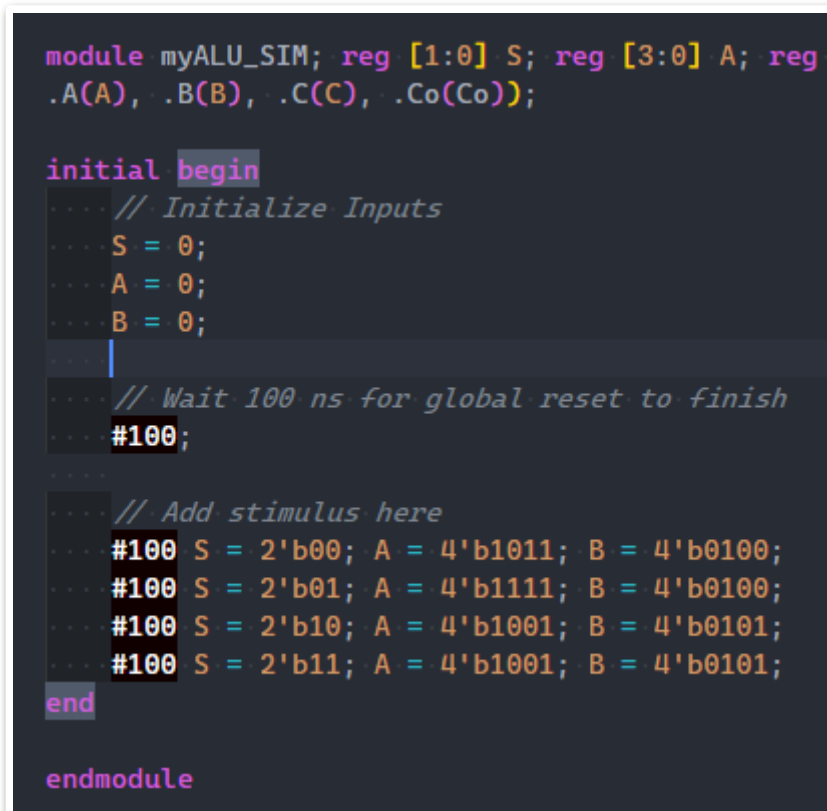 module myALU_SIM; reg [1:0] S; reg [3:0] A; reg
.A(A), .B(B), .C(C), .Co(Co));
initial begin
// Initialize Inputs
S = 0;
A = 0;
B = 0;
// Wait 100 ns for global reset to finish
#100;
// Add stimulus here
#100 S = 2'b00; A = 4'b1011; B = 4'b0100;
#100 S = 2'b01; A = 4'b1111; B = 4'b0100;
#100 S = 2'b10; A = 4'b1001; B = 4'b0101;
#100 S = 2'b11; A = 4'b1001; B = 4'b0101;
end
endmodule